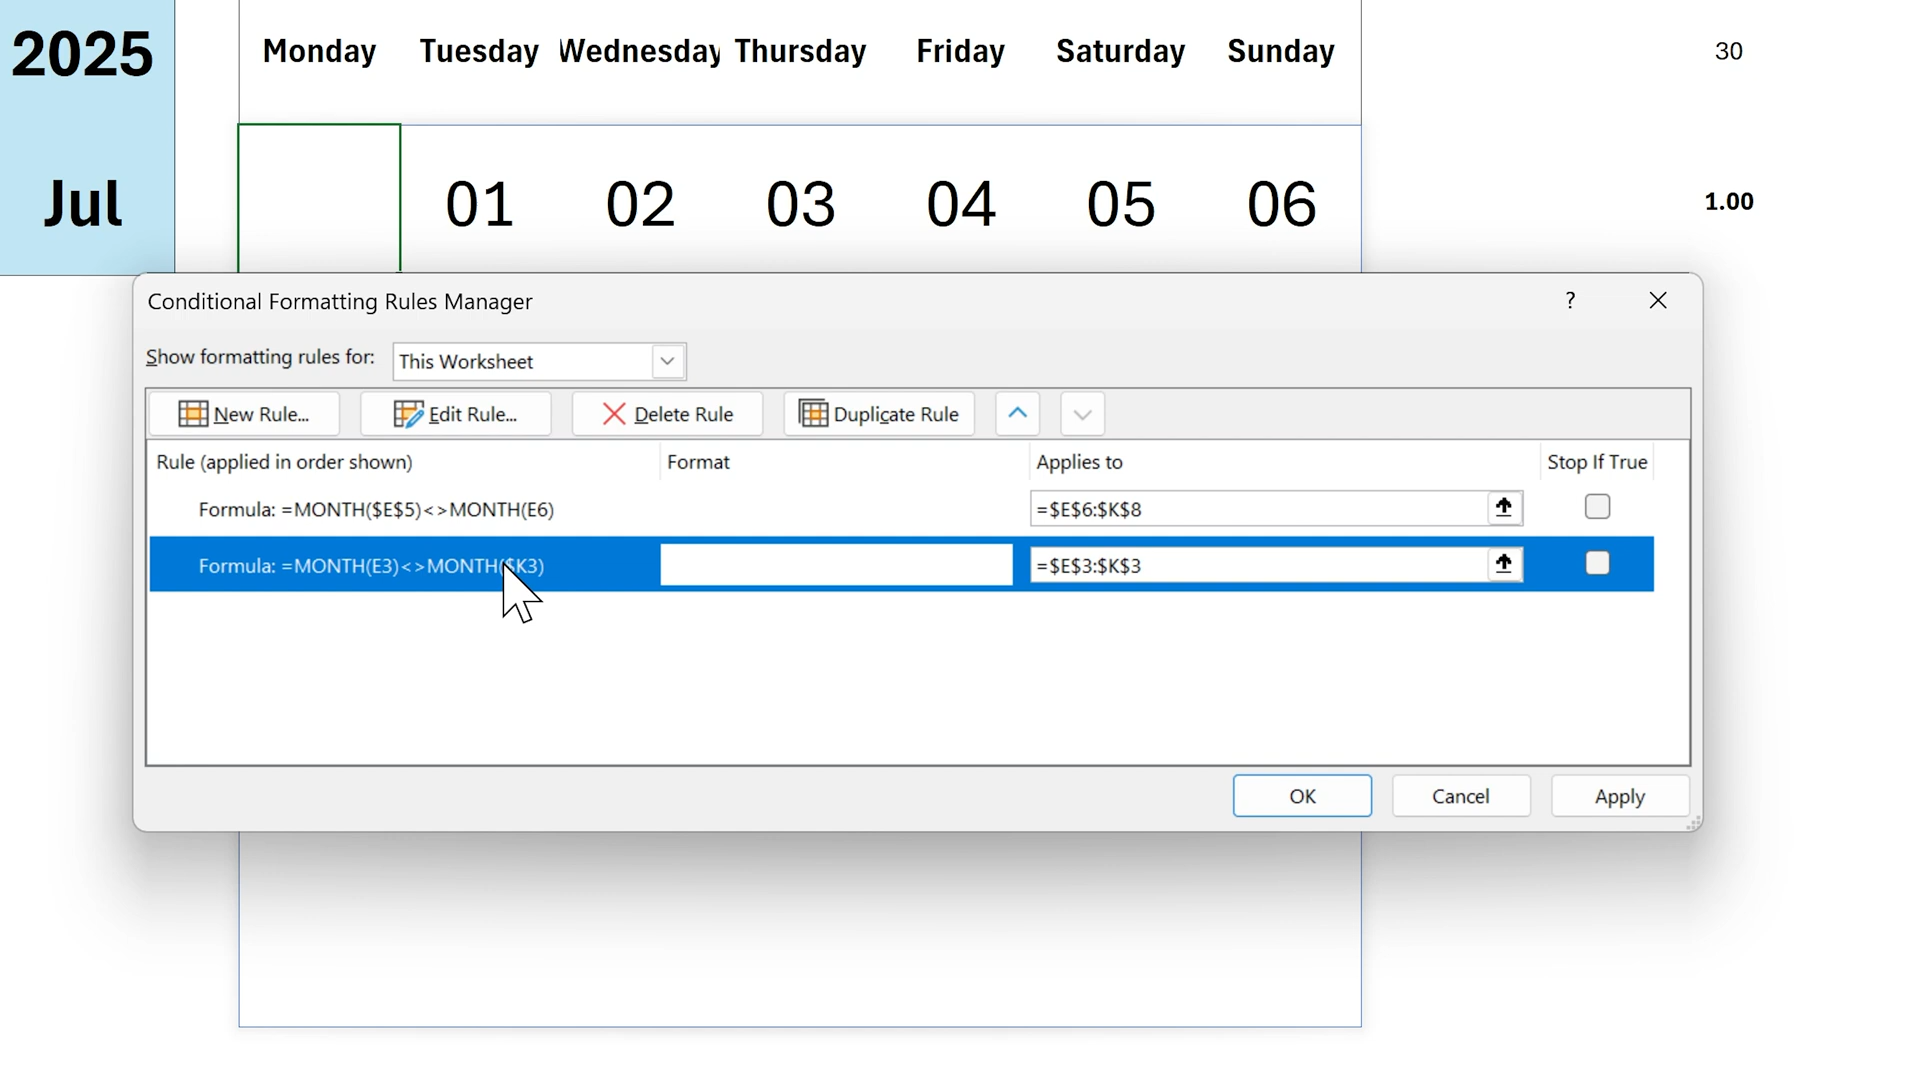 2025 Monday Tuesday Wednesday Thursday Friday Saturday Sunday 30
Jul 01 02 03 04 05 06 1.00
Conditional Formatting Rules Manager ?
Show formatting rules for: This Worksheet
New Rule... Edit Rule... Delete Rule Duplicate Rule
Rule (applied in order shown) Format Applies to Stop If True
Formula: =MONTH($E$5)<>MONTH(E6) =$E$6:$K$8
Formula: =MONTH(E3)<>MONTH($K3) =$E$3:$K$3
OK Cancel Apply